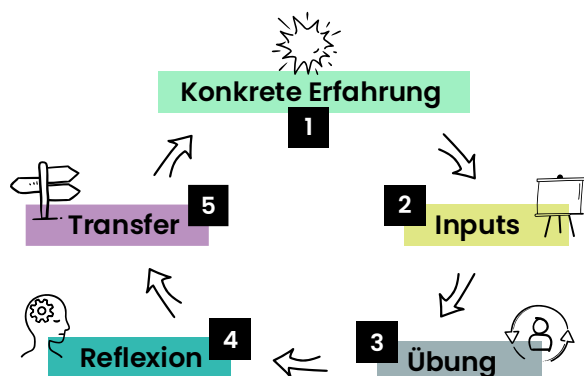 Konkrete Erfahrung
1
2
Inputs
3
Übung
4
Reflexion
5
Transfer